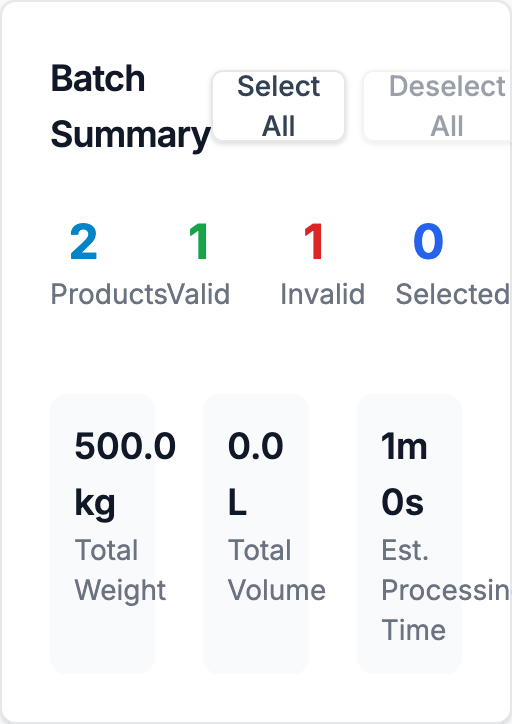 Batch
Summary
Select
All
Deselect
All
2
1
1
0
Products
Valid
Invalid
Selected
500.0
kg
Total
Weight
0.0
L
Total
Volume
1m
0s
Est.
Processin
Time